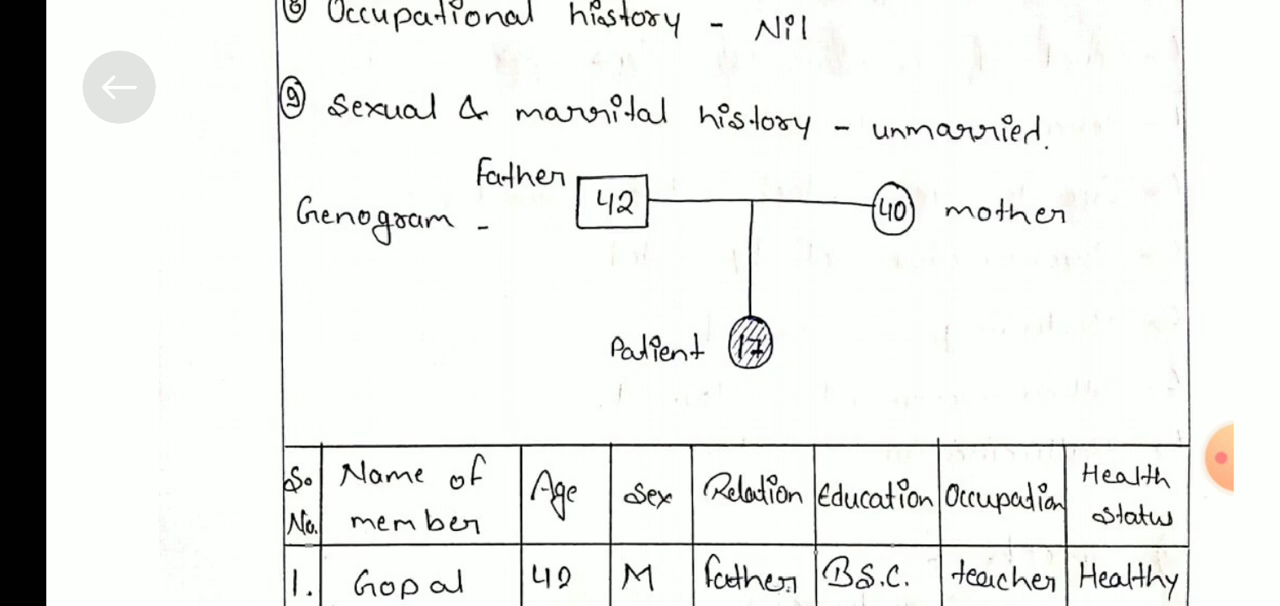 ⑧ Occupational history - Nil
⑨ Sexual & marrital history - unmarried.
Father 42
Genogram - 40 mother
Patient 17
S. No. Name of member Age Sex Relation Education Occupation Health Status
1. Gopal 42 M father B.S.C. teacher Healthy